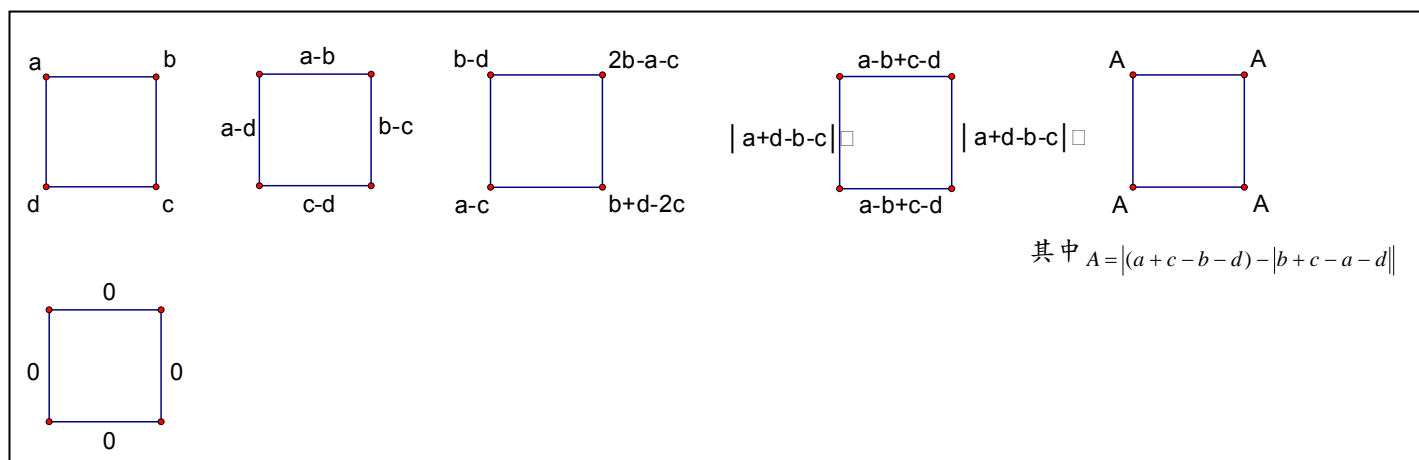 a b
d c
a-b
a-d b-c
c-d
b-d 2b-a-c
a-c b+d-2c
a-b+c-d
| a+d-b-c|□ | a+d-b-c|□
a-b+c-d
A A
A A
其中 A=|(a+c−b−d)−|b+c−a−d||
0
0 0
0